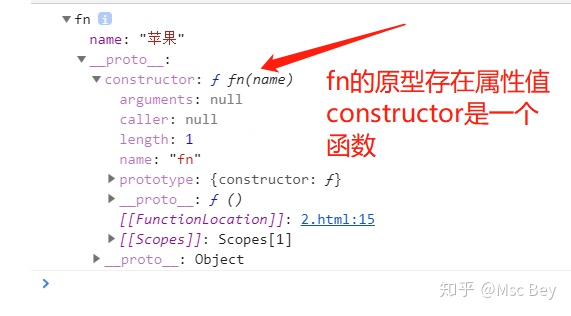 fn i
name: "苹果"
__proto__:
constructor: ƒ fn(name)
arguments: null
caller: null
length: 1
name: "fn"
prototype: {constructor: ƒ}
__proto__: ƒ ()
[[FunctionLocation]]: 2.html:15
[[Scopes]]: Scopes[1]
__proto__: Object
fn的原型存在属性值
constructor是一个
函数
知乎 @Msc Bey